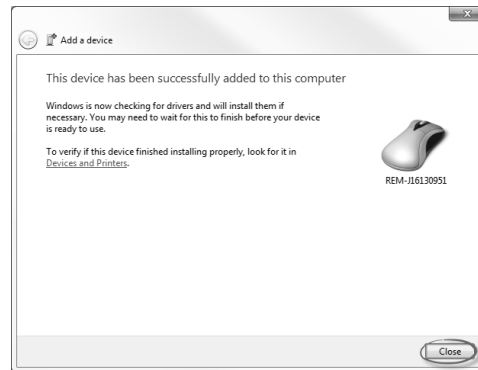 Add a device
This device has been successfully added to this computer
Windows is now checking for drivers and will install them if
necessary. You may need to wait for this to finish before your device
is ready to use.
To verify if this device finished installing properly, look for it in
Devices and Printers.
REM-J16130951
Close